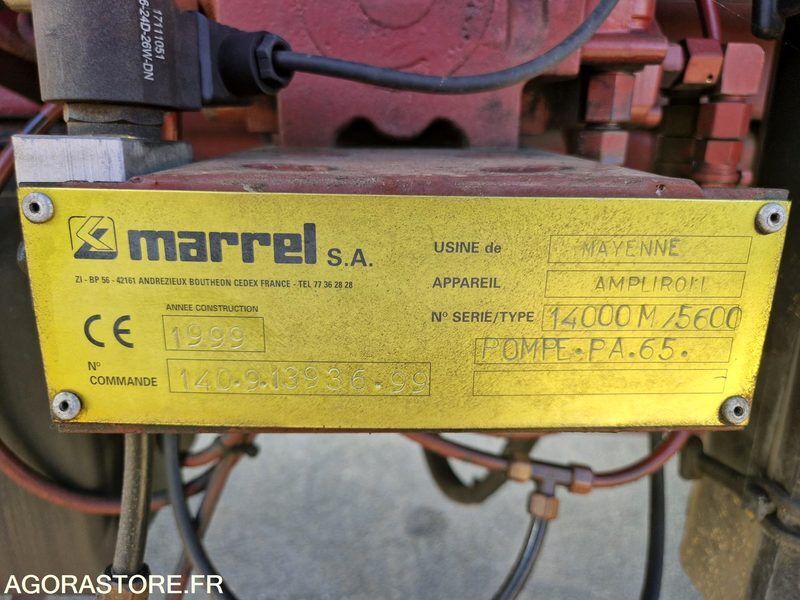 17111051
6-24D-26W-DN
marrel S.A.
ZI - BP 56 - 42161 ANDREZIEUX BOUTHEON CEDEX FRANCE - TEL 77 36 28 28
CE
ANNEE CONSTRUCTION
1999
N° COMMANDE 140.9.13936.99
USINE de MAYENNE
APPAREIL AMPLIROLL
N° SERIE/TYPE 14000M/5600
POMPE.PA.65.
AGORASTORE.FR